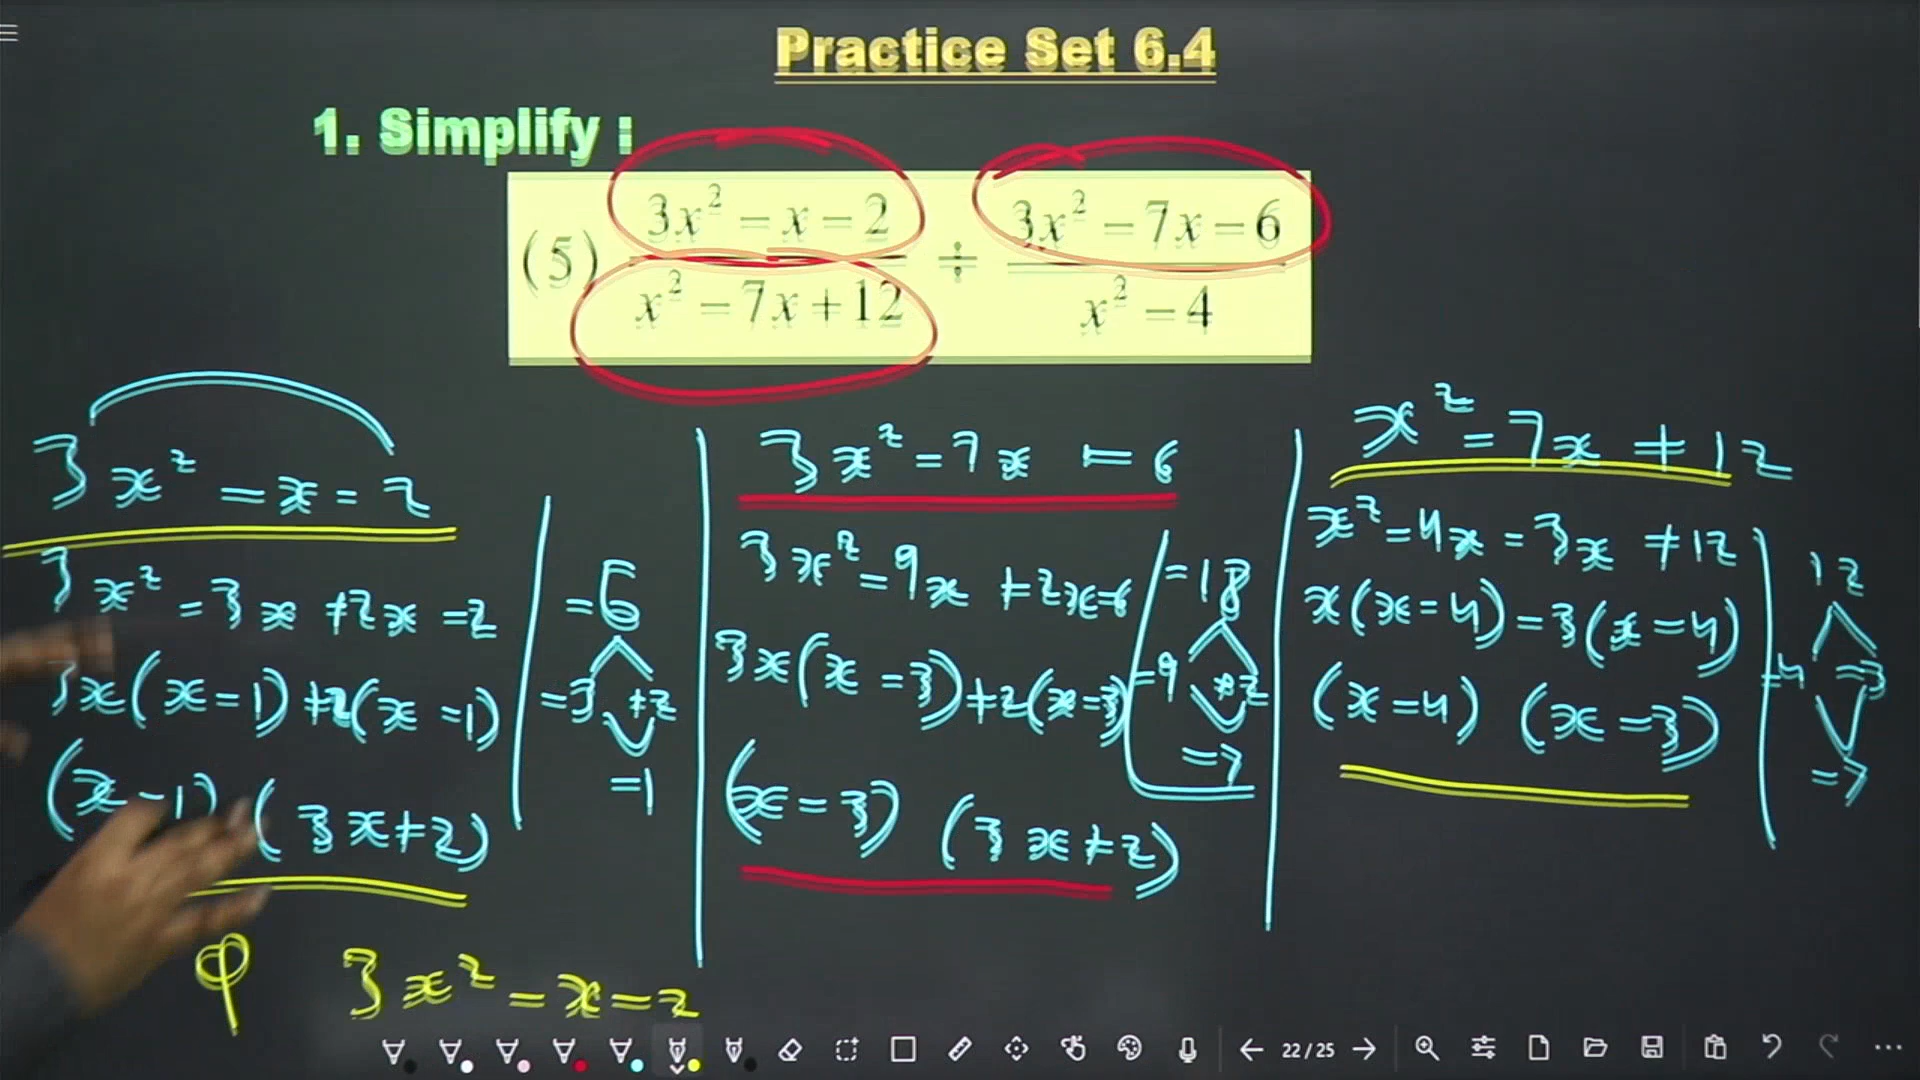 Practice Set 6.4
1. Simplify :
(5) (3x² − x − 2)/(x² − 7x + 12) ÷ (3x² − 7x − 6)/(x² − 4)
3x² − x − 2
3x² − 3x + 2x − 2
3x(x − 1) + 2(x − 1)
(x − 1) (3x + 2)
−6
−3 +2
−1
3x² − 7x − 6
3x² − 9x + 2x − 6
3x(x − 3) + 2(x − 3)
(x − 3) (3x + 2)
−18
−9 +2
−7
x² − 7x + 12
x² − 4x − 3x + 12
x(x − 4) − 3(x − 4)
(x − 4) (x − 3)
12
−4 −3
−7
3x² − x − 2
22 / 25